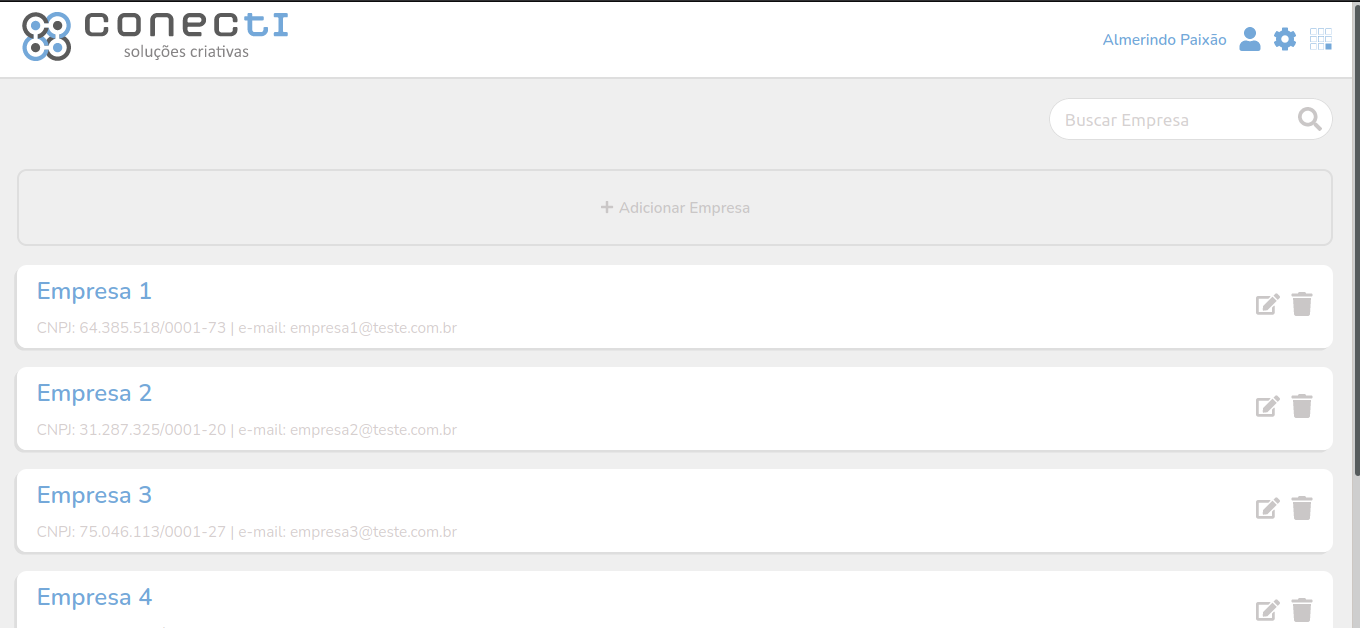 conectI
soluções criativas
Almerindo Paixão
Buscar Empresa
+ Adicionar Empresa
Empresa 1
CNPJ: 64.385.518/0001-73 | e-mail: empresa1@teste.com.br
Empresa 2
CNPJ: 31.287.325/0001-20 | e-mail: empresa2@teste.com.br
Empresa 3
CNPJ: 75.046.113/0001-27 | e-mail: empresa3@teste.com.br
Empresa 4